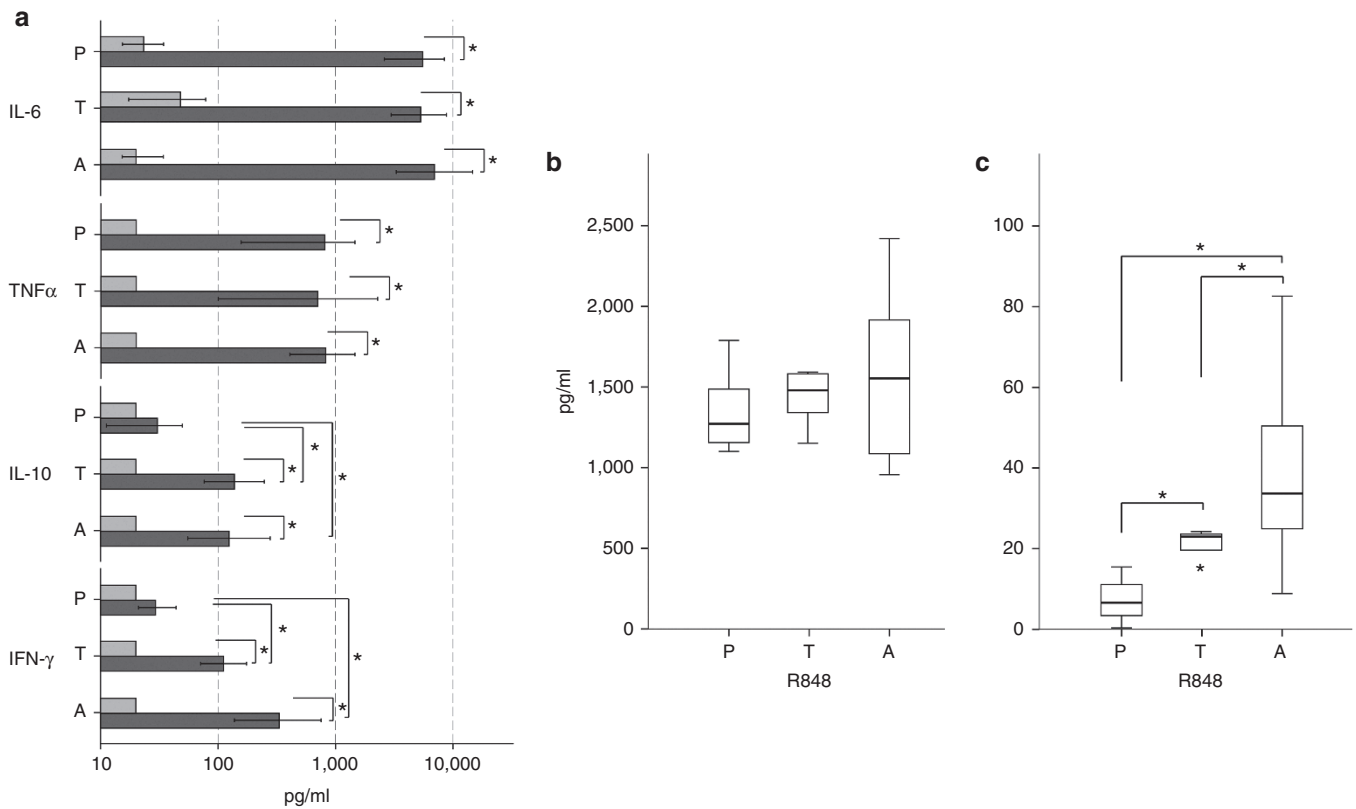 a
P
*
IL-6 T
*
A
*
P
*
TNFα T
*
A
*
P
*
IL-10 T
*
*
A
*
P
*
IFN-γ T
*
*
A
*
10 100 1,000 10,000
pg/ml
b
2,500
2,000
1,500
1,000
500
0
pg/ml
P T A
R848
c
100
80
60
40
20
0
*
*
*
*
P T A
R848